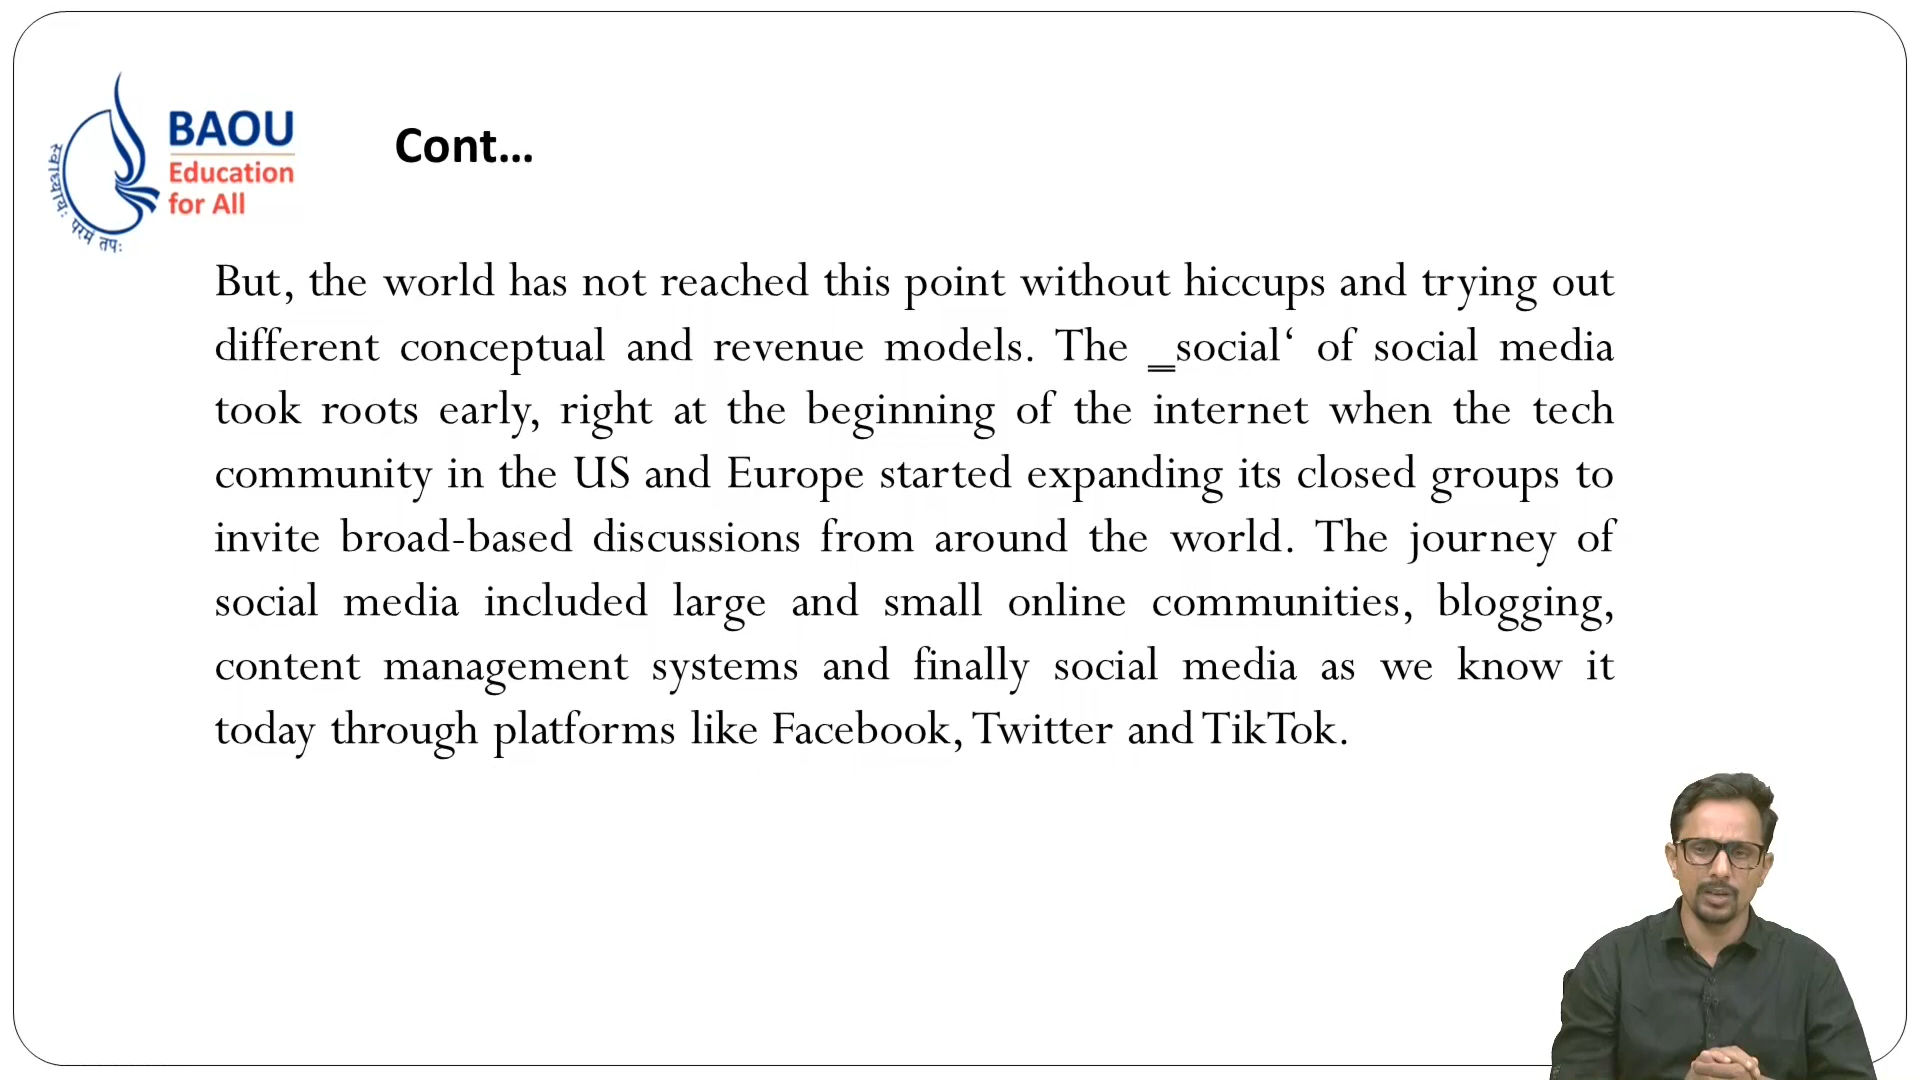 BAOU
Education
for All
स्वाध्यायः परमं तपः
Cont...
But, the world has not reached this point without hiccups and trying out
different conceptual and revenue models. The ‗social‘ of social media
took roots early, right at the beginning of the internet when the tech
community in the US and Europe started expanding its closed groups to
invite broad-based discussions from around the world. The journey of
social media included large and small online communities, blogging,
content management systems and finally social media as we know it
today through platforms like Facebook, Twitter and TikTok.